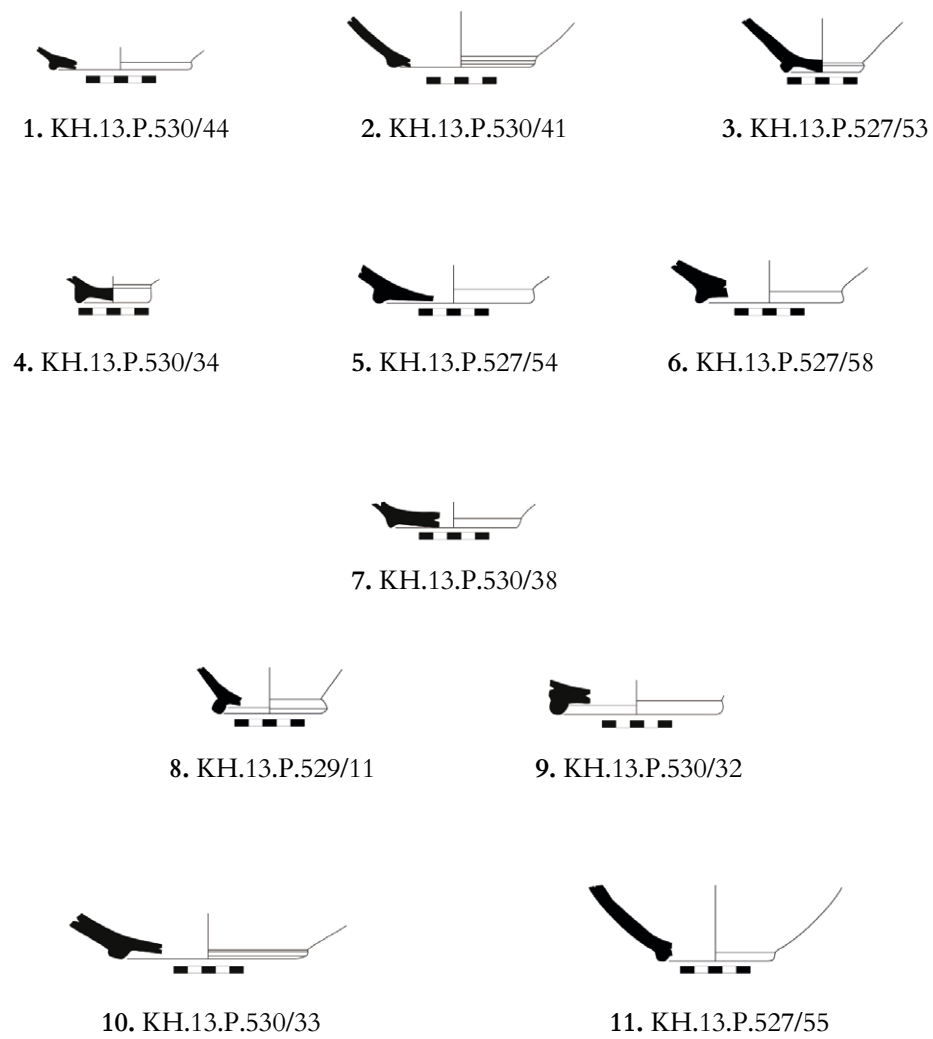 1. KH.13.P.530/44
2. KH.13.P.530/41
3. KH.13.P.527/53
4. KH.13.P.530/34
5. KH.13.P.527/54
6. KH.13.P.527/58
7. KH.13.P.530/38
8. KH.13.P.529/11
9. KH.13.P.530/32
10. KH.13.P.530/33
11. KH.13.P.527/55